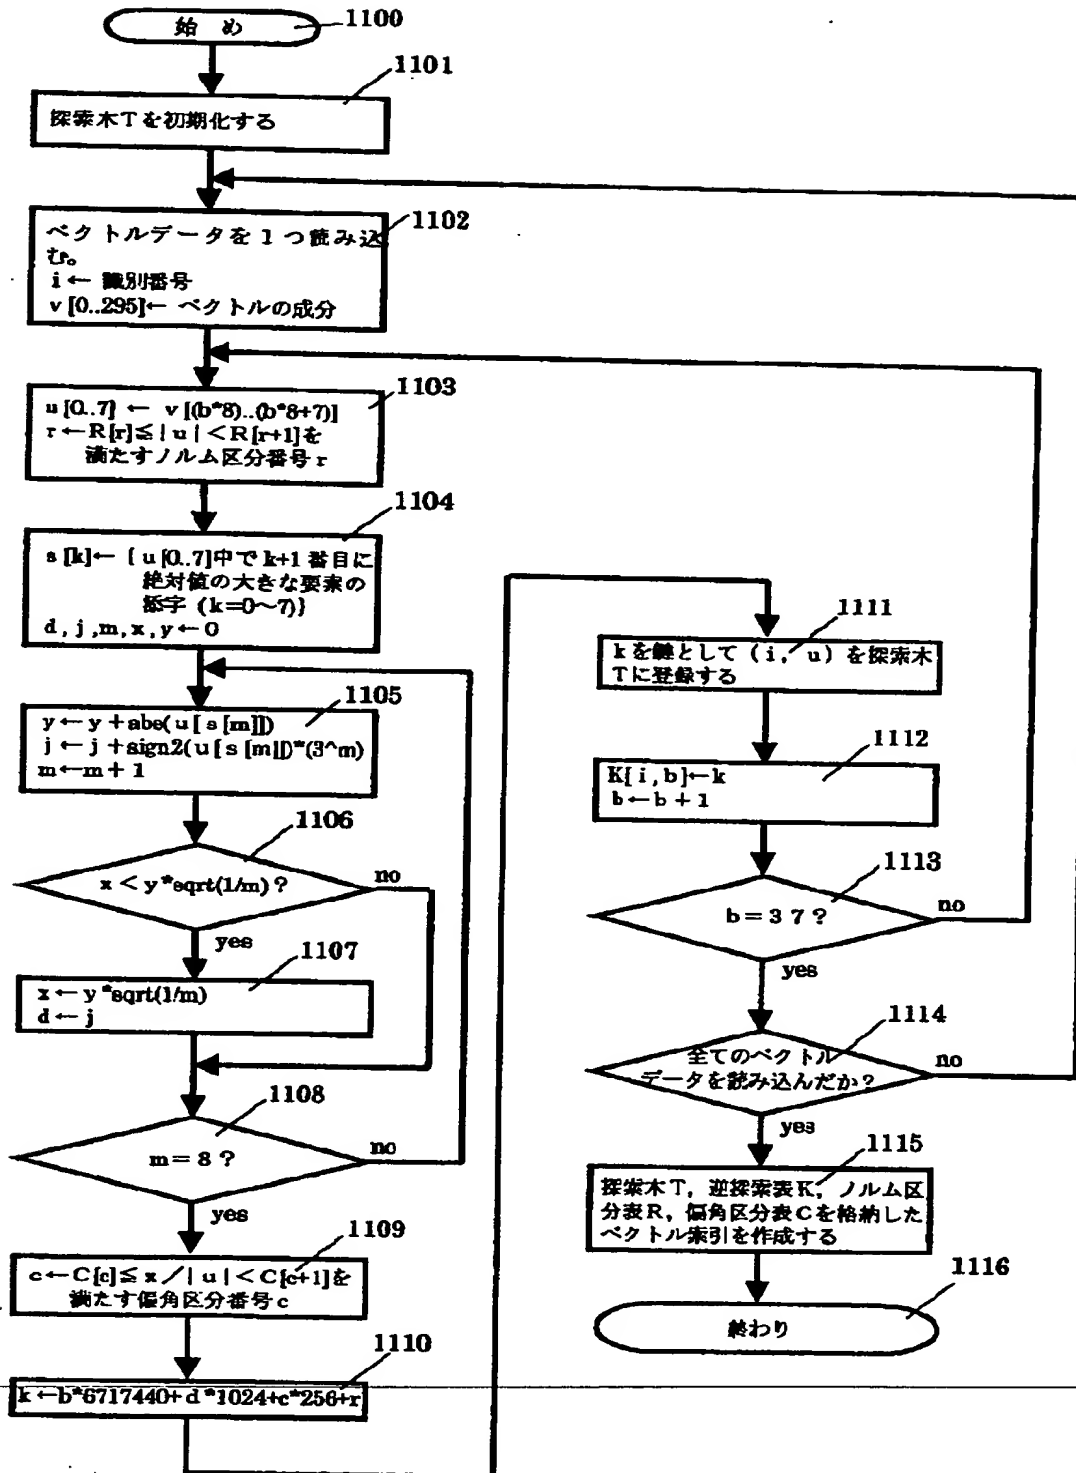 始 め
1100
1101
探索木Tを初期化する
1102
ベクトルデータを1つ読み込
む。
i ← 識別番号
v [0..295]← ベクトルの成分
1103
u [0..7] ← v [(b*8)..(b*8+7)]
r ← R[r]≦ | u | < R[r+1]を
満たすノルム区分番号 r
1104
s [k]← { u [0..7]中で k+1 番目に
絶対値の大きな要素の
添字 (k=0~7)}
d , j ,m, x , y ← 0
1105
y ← y + abs( u [ s [m]])
j ← j + sign2( u [ s [m]])*(3^m)
m ← m + 1
1106
x < y *sqrt(1/m) ?
no
yes
1107
x ← y *sqrt(1/m)
d ← j
1108
m = 8 ?
no
yes
1109
c ← C[c]≦ x / | u | < C[c+1]を
満たす偏角区分番号 c
1110
k ← b*6717440+ d *1024+c*256+r
1111
k を鍵として ( i , u ) を探索木
Tに登録する
1112
K[ i , b ]← k
b ← b + 1
1113
b = 3 7 ?
no
yes
1114
全てのベクトル
データを読み込んだか?
no
yes
1115
探索木T, 逆探索表K, ノルム区
分表R, 偏角区分表Cを格納した
ベクトル索引を作成する
1116
終わり